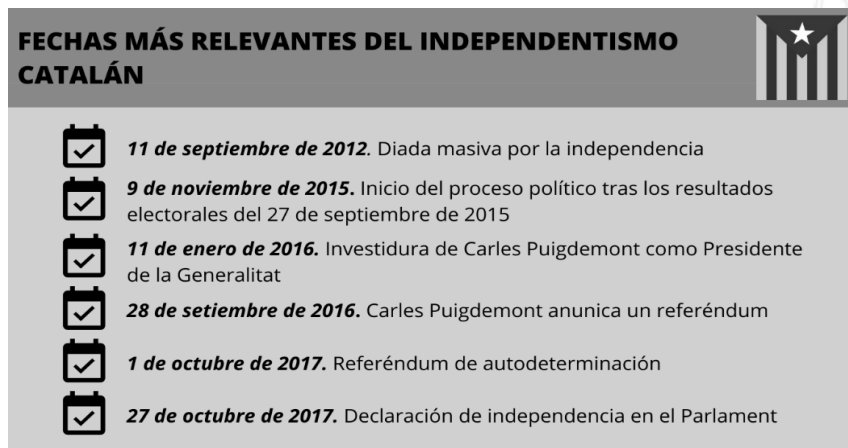 FECHAS MÁS RELEVANTES DEL INDEPENDENTISMO
CATALÁN
11 de septiembre de 2012. Diada masiva por la independencia
9 de noviembre de 2015. Inicio del proceso político tras los resultados
electorales del 27 de septiembre de 2015
11 de enero de 2016. Investidura de Carles Puigdemont como Presidente
de la Generalitat
28 de setiembre de 2016. Carles Puigdemont anunica un referéndum
1 de octubre de 2017. Referéndum de autodeterminación
27 de octubre de 2017. Declaración de independencia en el Parlament